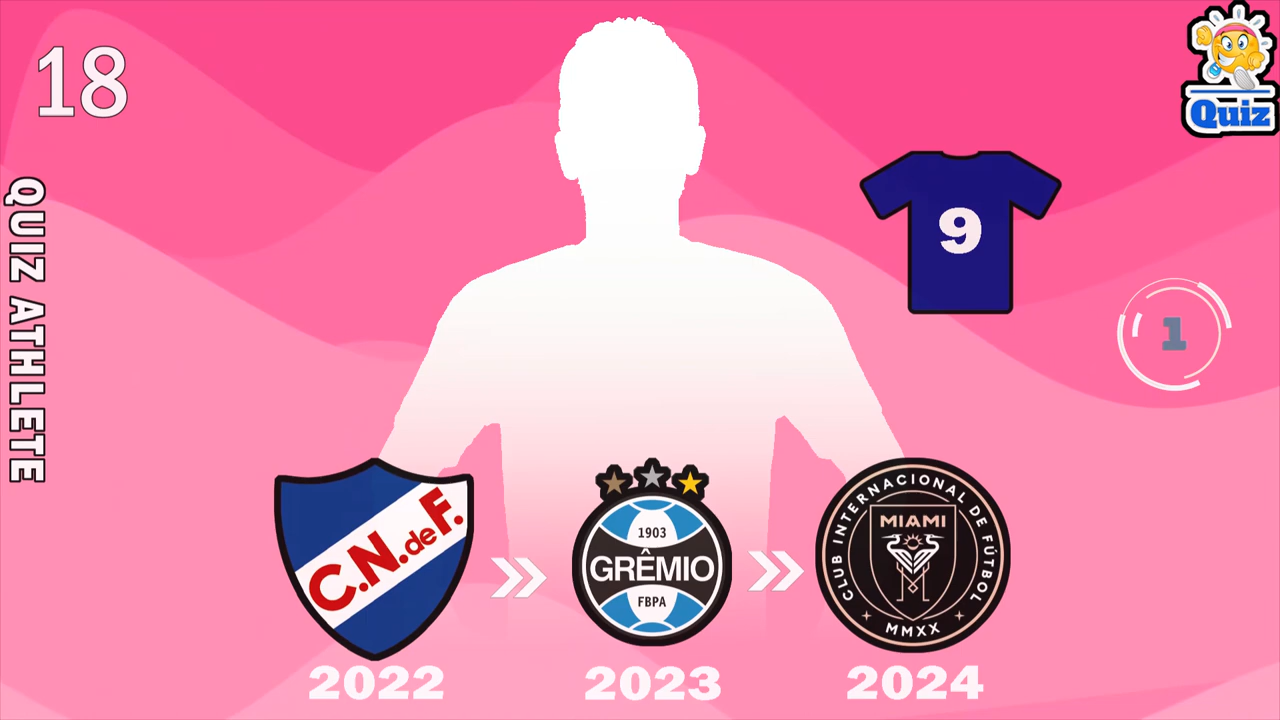 18
Quiz
QUIZ ATHLETE
9
1
C.N.deF.
1903
GRÊMIO
FBPA
CLUB INTERNACIONAL DE FÚTBOL
MIAMI
MMXX
2022
2023
2024